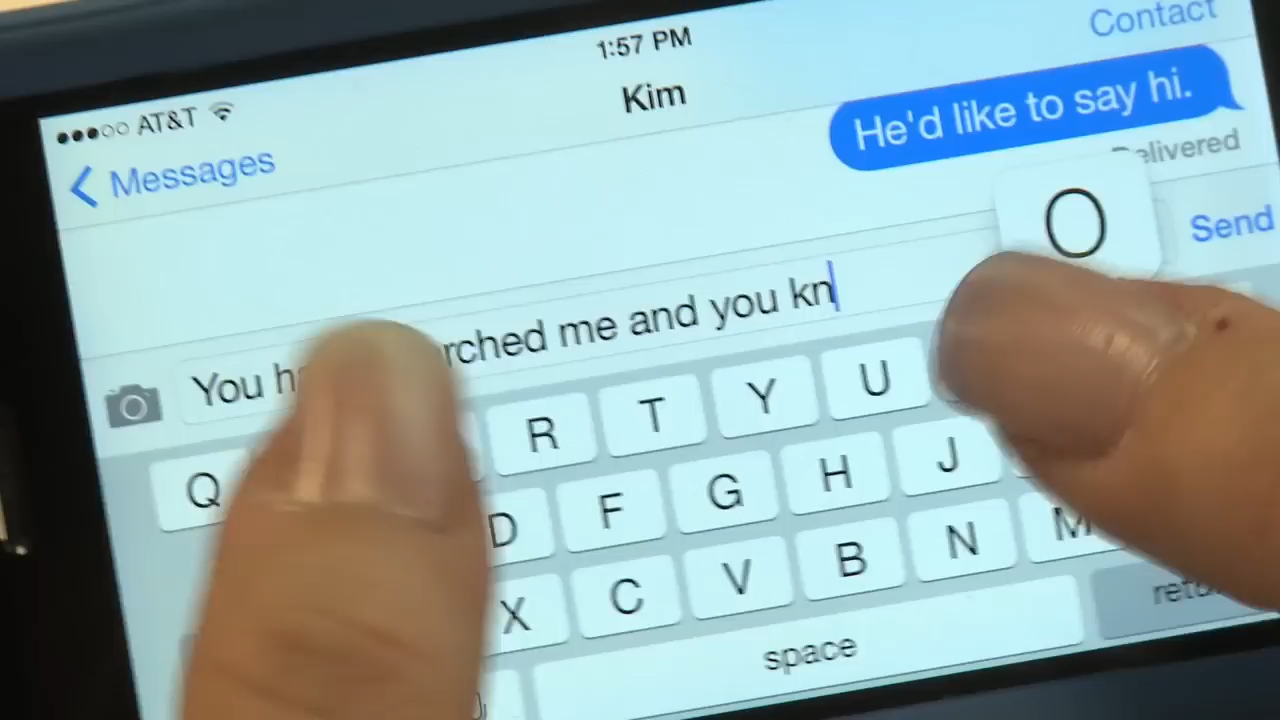 1:57 PM
Contact
AT&T
Kim
Messages
He'd like to say hi.
Delivered
O
Send
You rched me and you kn
Q R T Y U
D F G H J
X C V B N M
space